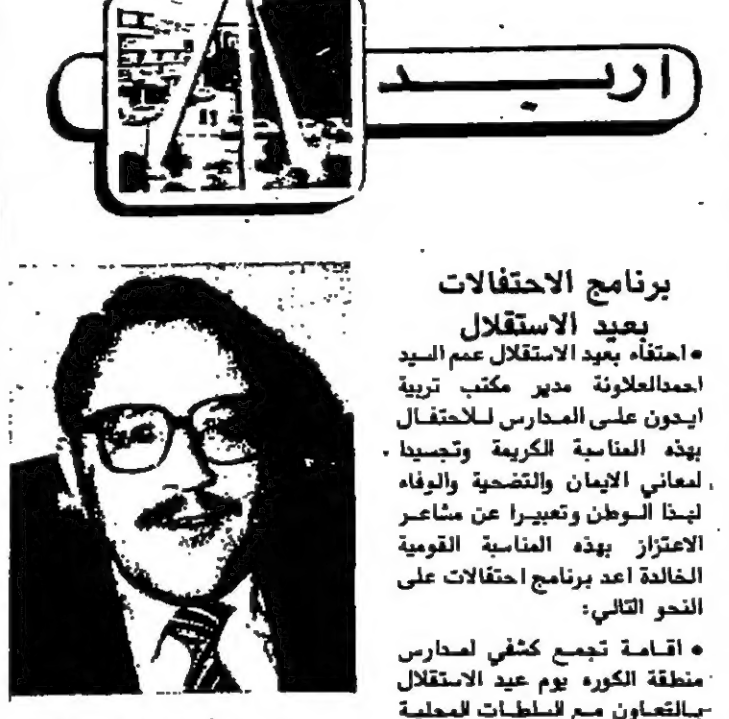 اربـــــد
برنامج الاحتفالات
بعيد الاستقلال
• احتفاء بعيد الاستقلال عمم السيد
احمدالعلاونة مدير مكتب تربية
ايدون على المدارس للاحتفال
بهذه المناسبة الكريمة وتجسيدا
لمعاني الايمان والتضحية والوفاء
لهذا الوطن وتعبيرا عن مشاعر
الاعتزاز بهذه المناسبة القومية
الخالدة اعد برنامج احتفالات على
النحو التالي:
• اقامة تجمع كشفي لمدارس
منطقة الكوره يوم عيد الاستقلال
بالتعاون مع السلطات المحلية